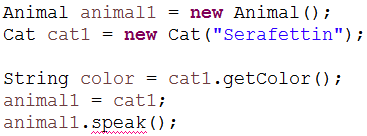 Animal animal1 = new Animal();
Cat cat1 = new Cat("Serafettin");
String color = cat1.getColor();
animal1 = cat1;
animal1.speak();